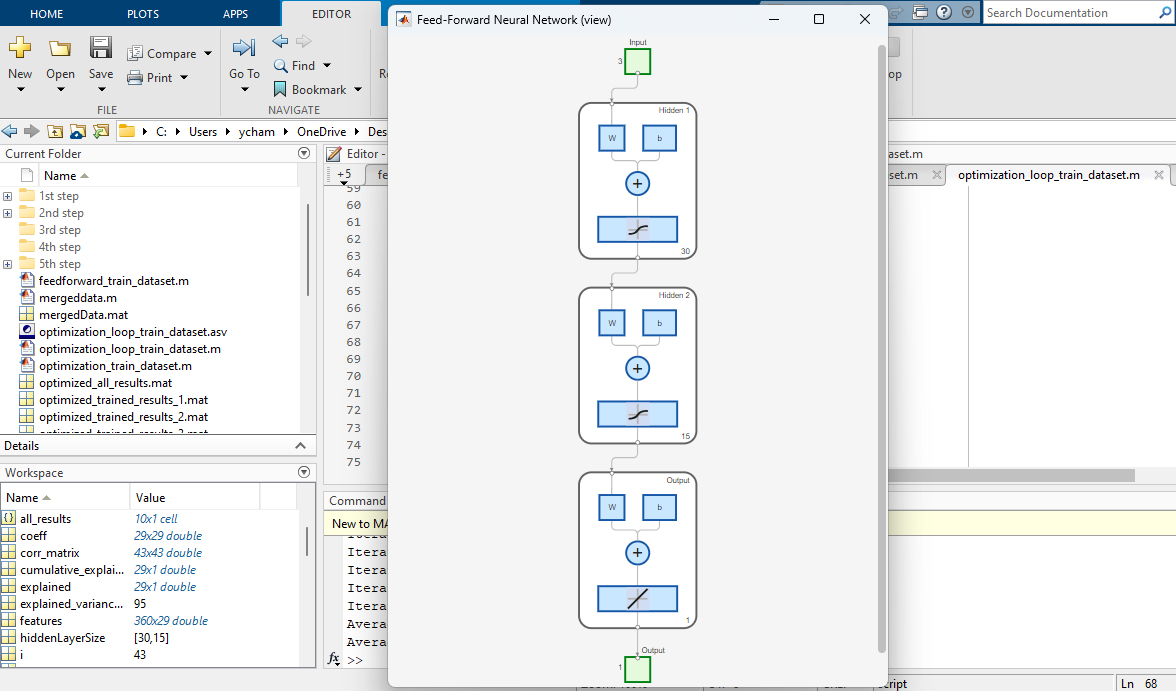 HOME PLOTS APPS EDITOR
Feed-Forward Neural Network (view)
Search Documentation
New Open Save Compare Print
Go To Find Bookmark
FILE NAVIGATE
C: Users ycham OneDrive
Current Folder
Name
1st step
2nd step
3rd step
4th step
5th step
feedforward_train_dataset.m
mergeddata.m
mergedData.mat
optimization_loop_train_dataset.asv
optimization_loop_train_dataset.m
optimization_train_dataset.m
optimized_all_results.mat
optimized_trained_results_1.mat
optimized_trained_results_2.mat
Details
Workspace
Name Value
all_results 10x1 cell
coeff 29x29 double
corr_matrix 43x43 double
cumulative_explai... 29x1 double
explained 29x1 double
explained_varianc... 95
features 360x29 double
hiddenLearSize [30,15]
i 43
Editor -
+5
59
60
61
62
63
64
65
66
67
68
69
70
71
72
73
74
75
Command
New to MA
Itera
Itera
Itera
Itera
Avera
Avera
fx >>
Input
3
Hidden 1
W b
+
30
Hidden 2
W b
+
15
Output
W b
+
1
Output
1
aset.m
set.m optimization_loop_train_dataset.m
Ln 68